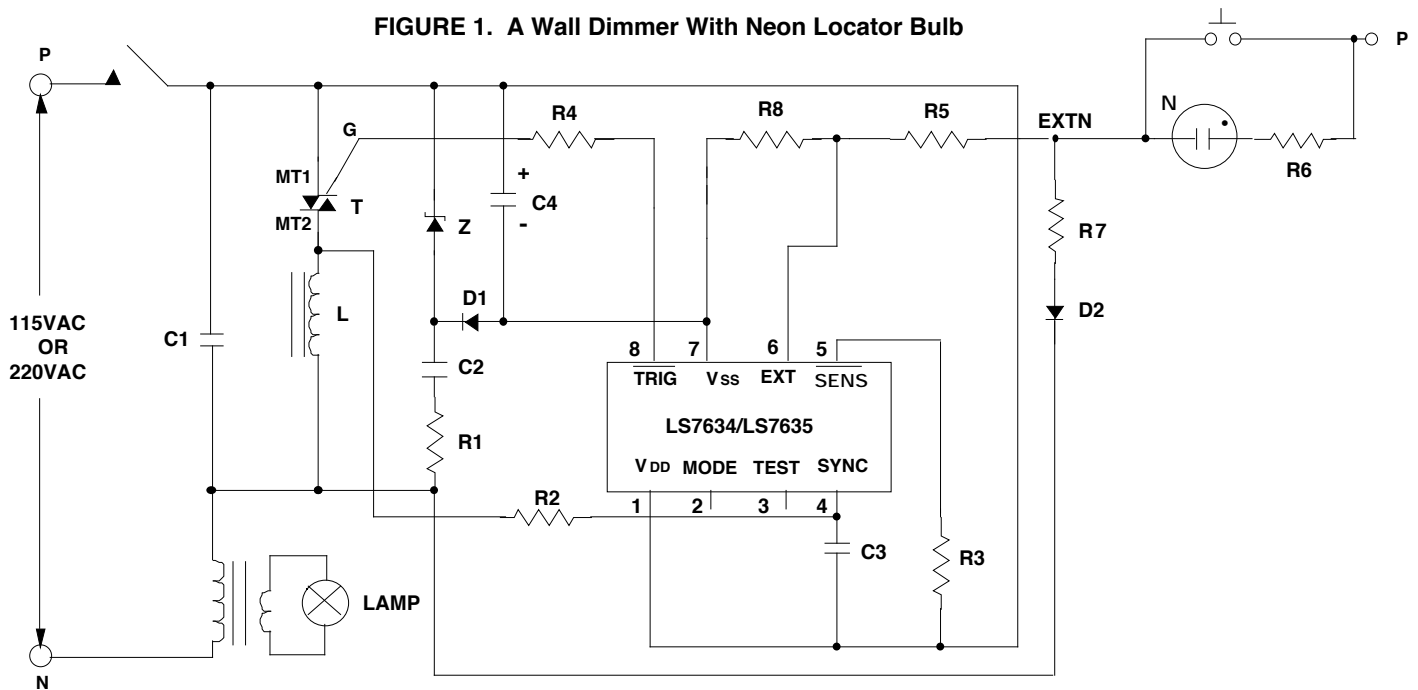 FIGURE 1. A Wall Dimmer With Neon Locator Bulb
P
P
N
R6
R4
R8
R5
EXTN
G
MT1
MT2
T
+
C4
-
Z
R7
L
D1
D2
115VAC
OR
220VAC
C1
C2
8 7 6 5
TRIG VSS EXT SENS
R1
LS7634/LS7635
VDD MODE TEST SYNC
R2
1 2 3 4
C3
R3
LAMP
N